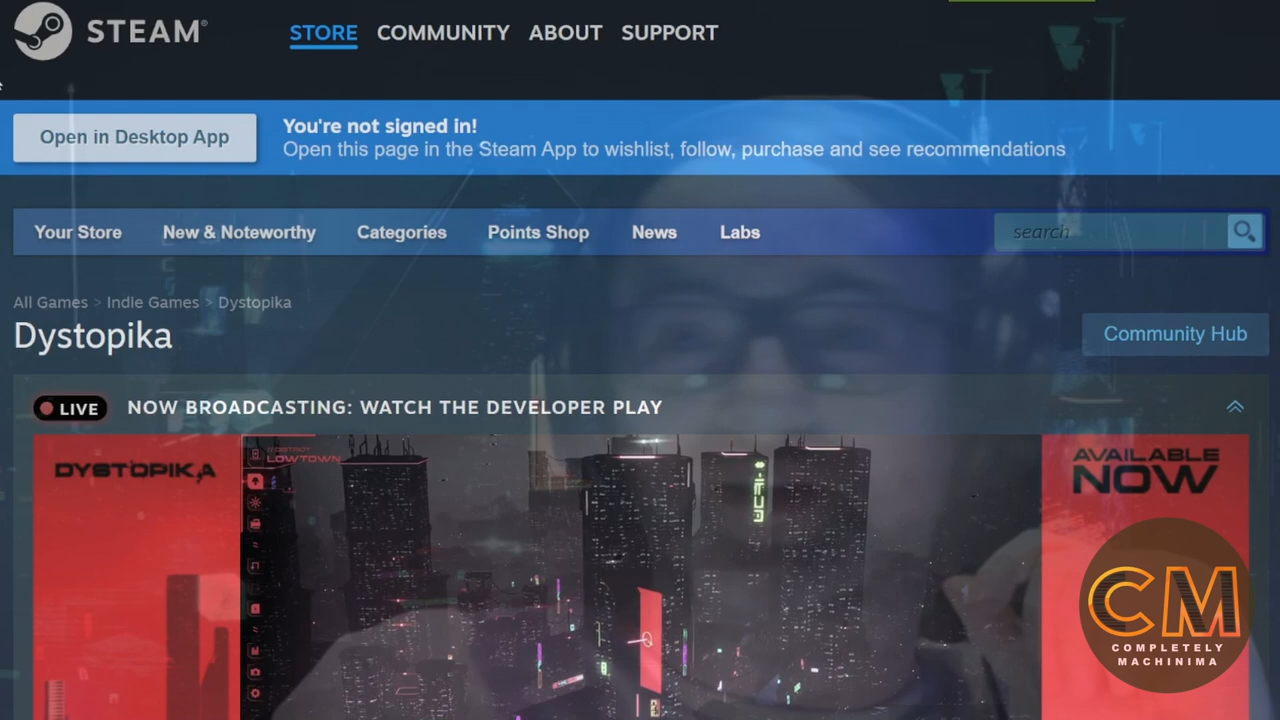 STEAM®
STORE COMMUNITY ABOUT SUPPORT
Open in Desktop App
You're not signed in!
Open this page in the Steam App to wishlist, follow, purchase and see recommendations
Your Store New & Noteworthy Categories Points Shop News Labs search
All Games > Indie Games > Dystopika
Dystopika
Community Hub
LIVE NOW BROADCASTING: WATCH THE DEVELOPER PLAY
DYSTOPIKA
LOWTOWN
AVAILABLE
NOW
CM
COMPLETELY
MACHINIMA